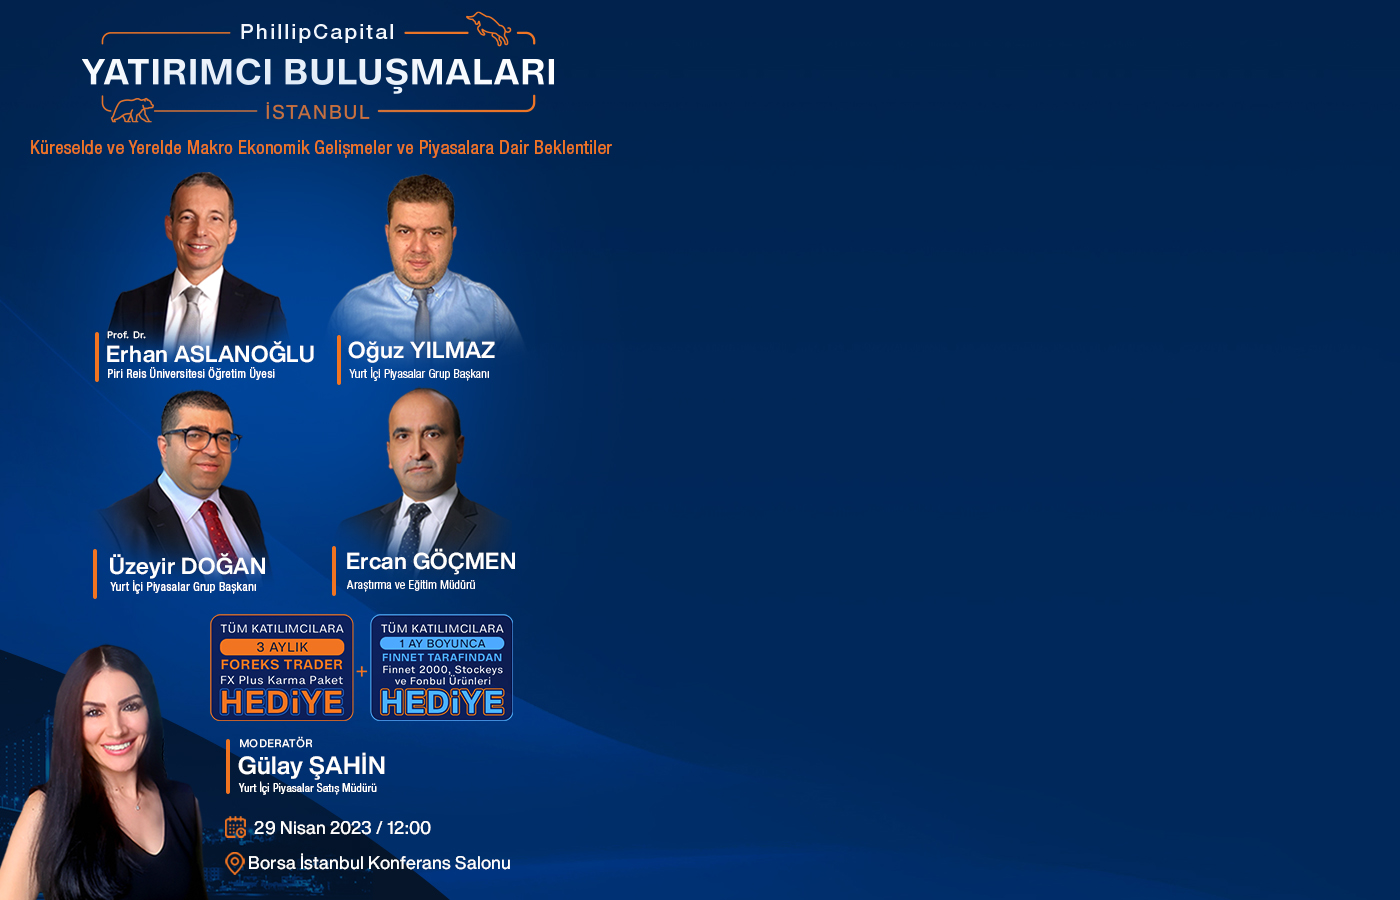 PhillipCapital
YATIRIMCI BULUŞMALARI
İSTANBUL
Küreselde ve Yerelde Makro Ekonomik Gelişmeler ve Piyasalara Dair Beklentiler
Prof. Dr.
Erhan ASLANOĞLU
Piri Reis Üniversitesi Öğretim Üyesi
Oğuz YILMAZ
Yurt İçi Piyasalar Grup Başkanı
Üzeyir DOĞAN
Yurt İçi Piyasalar Grup Başkanı
Ercan GÖÇMEN
Araştırma ve Eğitim Müdürü
TÜM KATILIMCILARA
3 AYLIK
FOREKS TRADER
FX Plus Karma Paket
HEDiYE
+
TÜM KATILIMCILARA
1 AY BOYUNCA
FINNET TARAFINDAN
Finnet 2000, Stockeys
ve Fonbul Ürünleri
HEDiYE
MODERATÖR
Gülay ŞAHİN
Yurt İçi Piyasalar Satış Müdürü
29 Nisan 2023 / 12:00
Borsa İstanbul Konferans Salonu